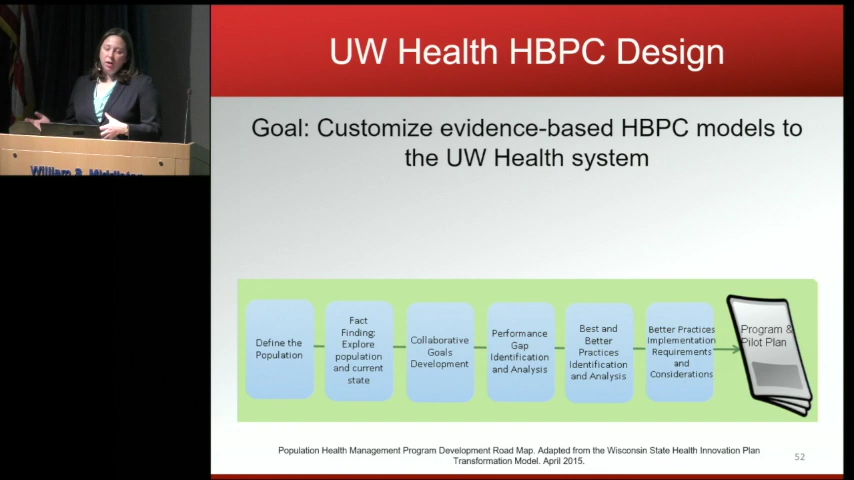 UW Health HBPC Design
Goal: Customize evidence-based HBPC models to
the UW Health system
Define the
Population
Fact
Finding:
Explore
population
and current
state
Collaborative
Goals
Development
Performance
Gap
Identification
and Analysis
Best and
Better
Practices
Identification
and Analysis
Better Practices
Implementation
Requirements
and
Considerations
Program &
Pilot Plan
Population Health Management Program Development Road Map. Adapted from the Wisconsin State Health Innovation Plan
Transformation Model. April 2015.
52
William S. Middleton